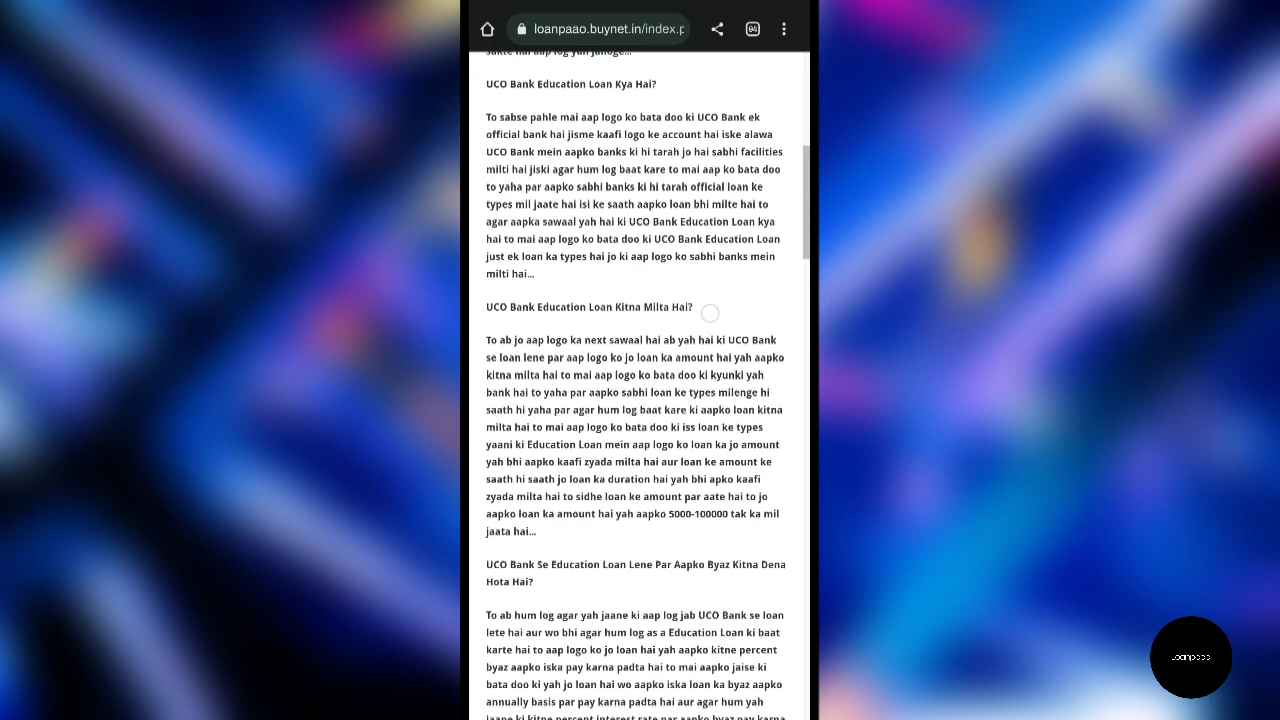 loanpaao.buynet.in/index.p
94
sakte hai aap log yah janoge...
UCO Bank Education Loan Kya Hai?
To sabse pahle mai aap logo ko bata doo ki UCO Bank ek
official bank hai jisme kaafi logo ke account hai iske alawa
UCO Bank mein aapko banks ki hi tarah jo hai sabhi facilities
milti hai jiski agar hum log baat kare to mai aap ko bata doo
to yaha par aapko sabhi banks ki hi tarah official loan ke
types mil jaate hai isi ke saath aapko loan bhi milte hai to
agar aapka sawaal yah hai ki UCO Bank Education Loan kya
hai to mai aap logo ko bata doo ki UCO Bank Education Loan
just ek loan ka types hai jo ki aap logo ko sabhi banks mein
milti hai...
UCO Bank Education Loan Kitna Milta Hai?
To ab jo aap logo ka next sawaal hai ab yah hai ki UCO Bank
se loan lene par aap logo ko jo loan ka amount hai yah aapko
kitna milta hai to mai aap logo ko bata doo ki kyunki yah
bank hai to yaha par aapko sabhi loan ke types milenge hi
saath hi yaha par agar hum log baat kare ki aapko loan kitna
milta hai to mai aap logo ko bata doo ki iss loan ke types
yaani ki Education Loan mein aap logo ko loan ka jo amount
yah bhi aapko kaafi zyada milta hai aur loan ke amount ke
saath hi saath jo loan ka duration hai yah bhi apko kaafi
zyada milta hai to sidhe loan ke amount par aate hai to jo
aapko loan ka amount hai yah aapko 5000-100000 tak ka mil
jaata hai...
UCO Bank Se Education Loan Lene Par Aapko Byaz Kitna Dena
Hota Hai?
To ab hum log agar yah jaane ki aap log jab UCO Bank se loan
lete hai aur wo bhi agar hum log as a Education Loan ki baat
karte hai to aap logo ko jo loan hai yah aapko kitne percent
byaz aapko iska pay karna padta hai to mai aapko jaise ki
bata doo ki yah jo loan hai wo aapko iska loan ka byaz aapko
annually basis par pay karna padta hai aur agar hum yah
jaane ki kitne percent interest rate par aapko byaz pay karna